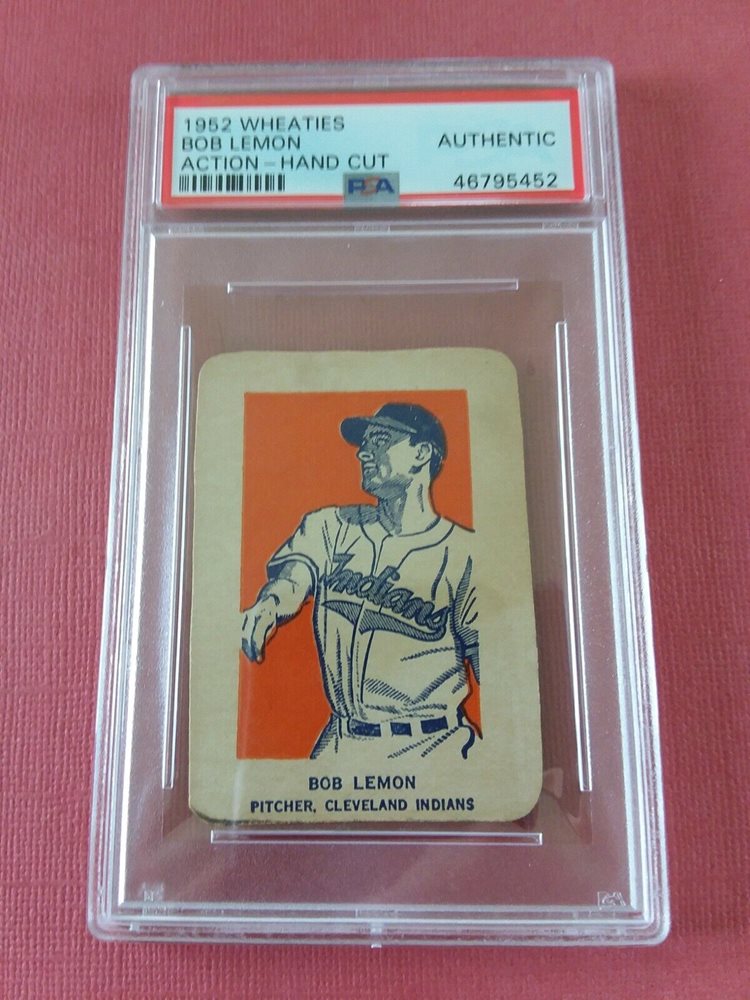 1952 WHEATIES
BOB LEMON AUTHENTIC
ACTION - HAND CUT
PSA 46795452
Indians
BOB LEMON
PITCHER, CLEVELAND INDIANS